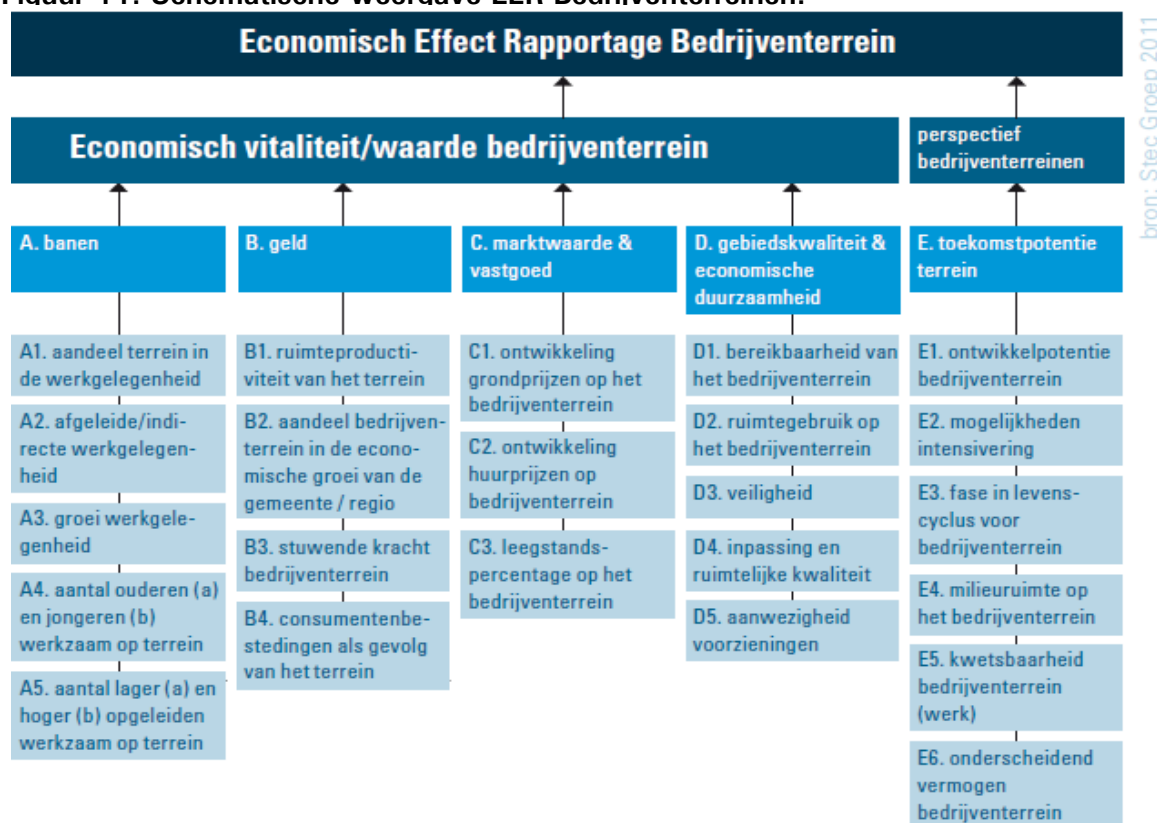 Figuur 11: Schematische weergave EER Bedrijventerreinen.
Economisch Effect Rapportage Bedrijventerrein
bron: Stec Groep 2011
Economisch vitaliteit/waarde bedrijventerrein
perspectief
bedrijventerreinen
A. banen
A1. aandeel terrein in
de werkgelegenheid
A2. afgeleide/indi-
recte werkgelegen-
heid
A3. groei werkgele-
genheid
A4. aantal ouderen (a)
en jongeren (b)
werkzaam op terrein
A5. aantal lager (a) en
hoger (b) opgeleiden
werkzaam op terrein
B. geld
B1. ruimteproducti-
viteit van het terrein
B2. aandeel bedrijven-
terrein in de econo-
mische groei van de
gemeente / regio
B3. stuwende kracht
bedrijventerrein
B4. consumentenbe-
stedingen als gevolg
van het terrein
C. marktwaarde &
vastgoed
C1. ontwikkeling
grondprijzen op het
bedrijventerrein
C2. ontwikkeling
huurprijzen op
bedrijventerrein
C3. leegstands-
percentage op het
bedrijventerrein
D. gebiedskwaliteit &
economische
duurzaamheid
D1. bereikbaarheid van
het bedrijventerrein
D2. ruimtegebruik op
het bedrijventerrein
D3. veiligheid
D4. inpassing en
ruimtelijke kwaliteit
D5. aanwezigheid
voorzieningen
E. toekomstpotentie
terrein
E1. ontwikkelpotentie
bedrijventerrein
E2. mogelijkheden
intensivering
E3. fase in levens-
cyclus voor
bedrijventerrein
E4. milieuruimte op
het bedrijventerrein
E5. kwetsbaarheid
bedrijventerrein
(werk)
E6. onderscheidend
vermogen
bedrijventerrein